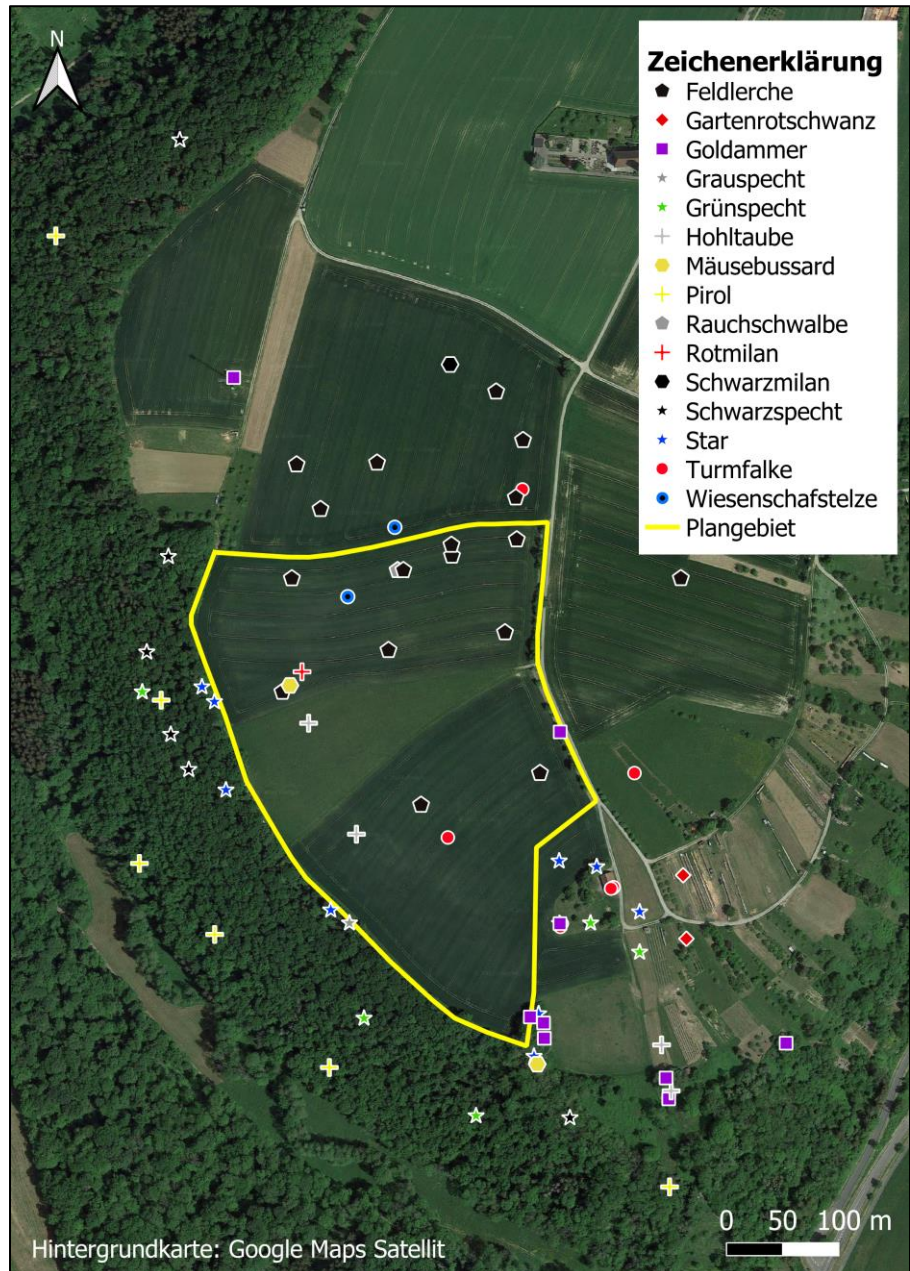 N
Zeichenerklärung
Feldlerche
Gartenrotschwanz
Goldammer
Grauspecht
Grünspecht
Hohltaube
Mäusebussard
Pirol
Rauchschwalbe
Rotmilan
Schwarzmilan
Schwarzspecht
Star
Turmfalke
Wiesenschafstelze
Plangebiet
0 50 100 m
Hintergrundkarte: Google Maps Satellit